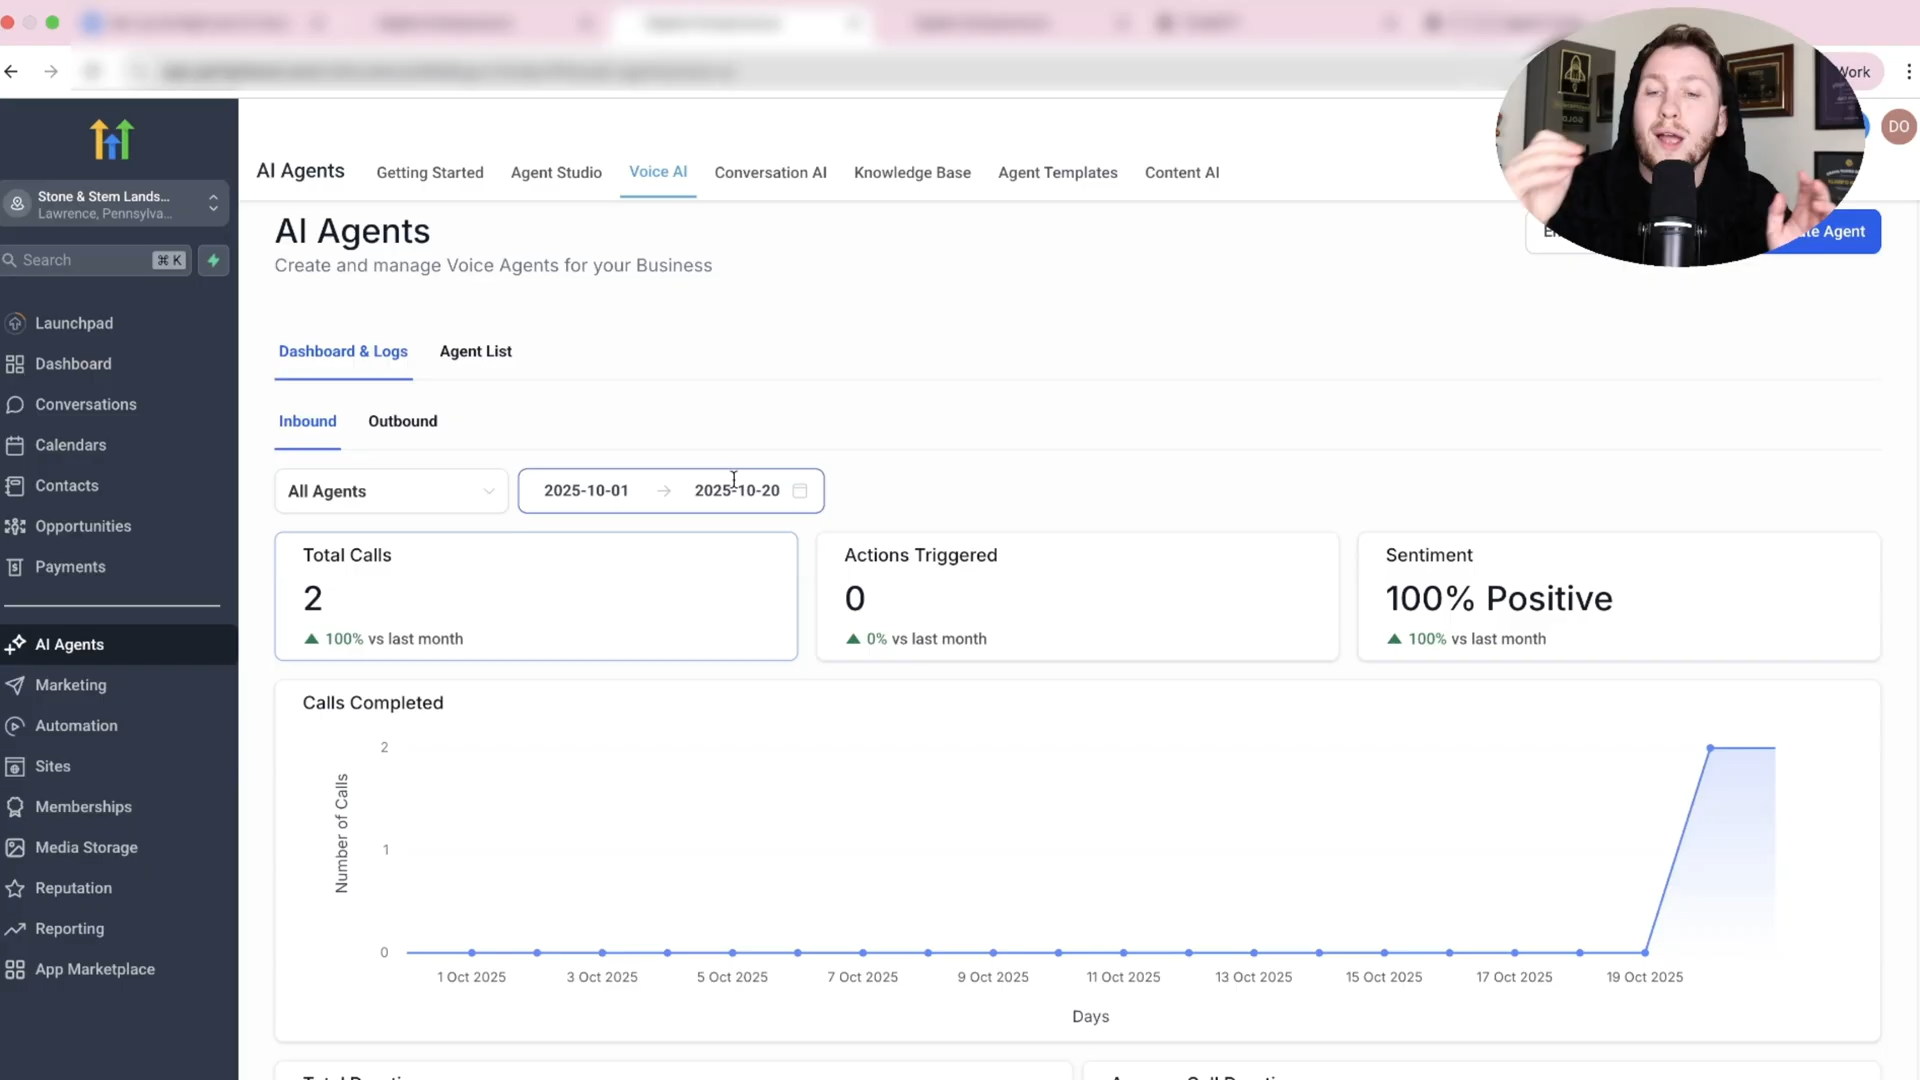 Work
DO
Stone & Stem Lands...
Lawrence, Pennsylva...
Search
⌘ K
Launchpad
Dashboard
Conversations
Calendars
Contacts
Opportunities
Payments
AI Agents
Marketing
Automation
Sites
Memberships
Media Storage
Reputation
Reporting
App Marketplace
AI Agents
Getting Started
Agent Studio
Voice AI
Conversation AI
Knowledge Base
Agent Templates
Content AI
AI Agents
Create and manage Voice Agents for your Business
Agent
Dashboard & Logs
Agent List
Inbound
Outbound
All Agents
2025-10-01
2025-10-20
Total Calls
2
100% vs last month
Actions Triggered
0
0% vs last month
Sentiment
100% Positive
100% vs last month
Calls Completed
2
1
0
Number of Calls
1 Oct 2025
3 Oct 2025
5 Oct 2025
7 Oct 2025
9 Oct 2025
11 Oct 2025
13 Oct 2025
15 Oct 2025
17 Oct 2025
19 Oct 2025
Days